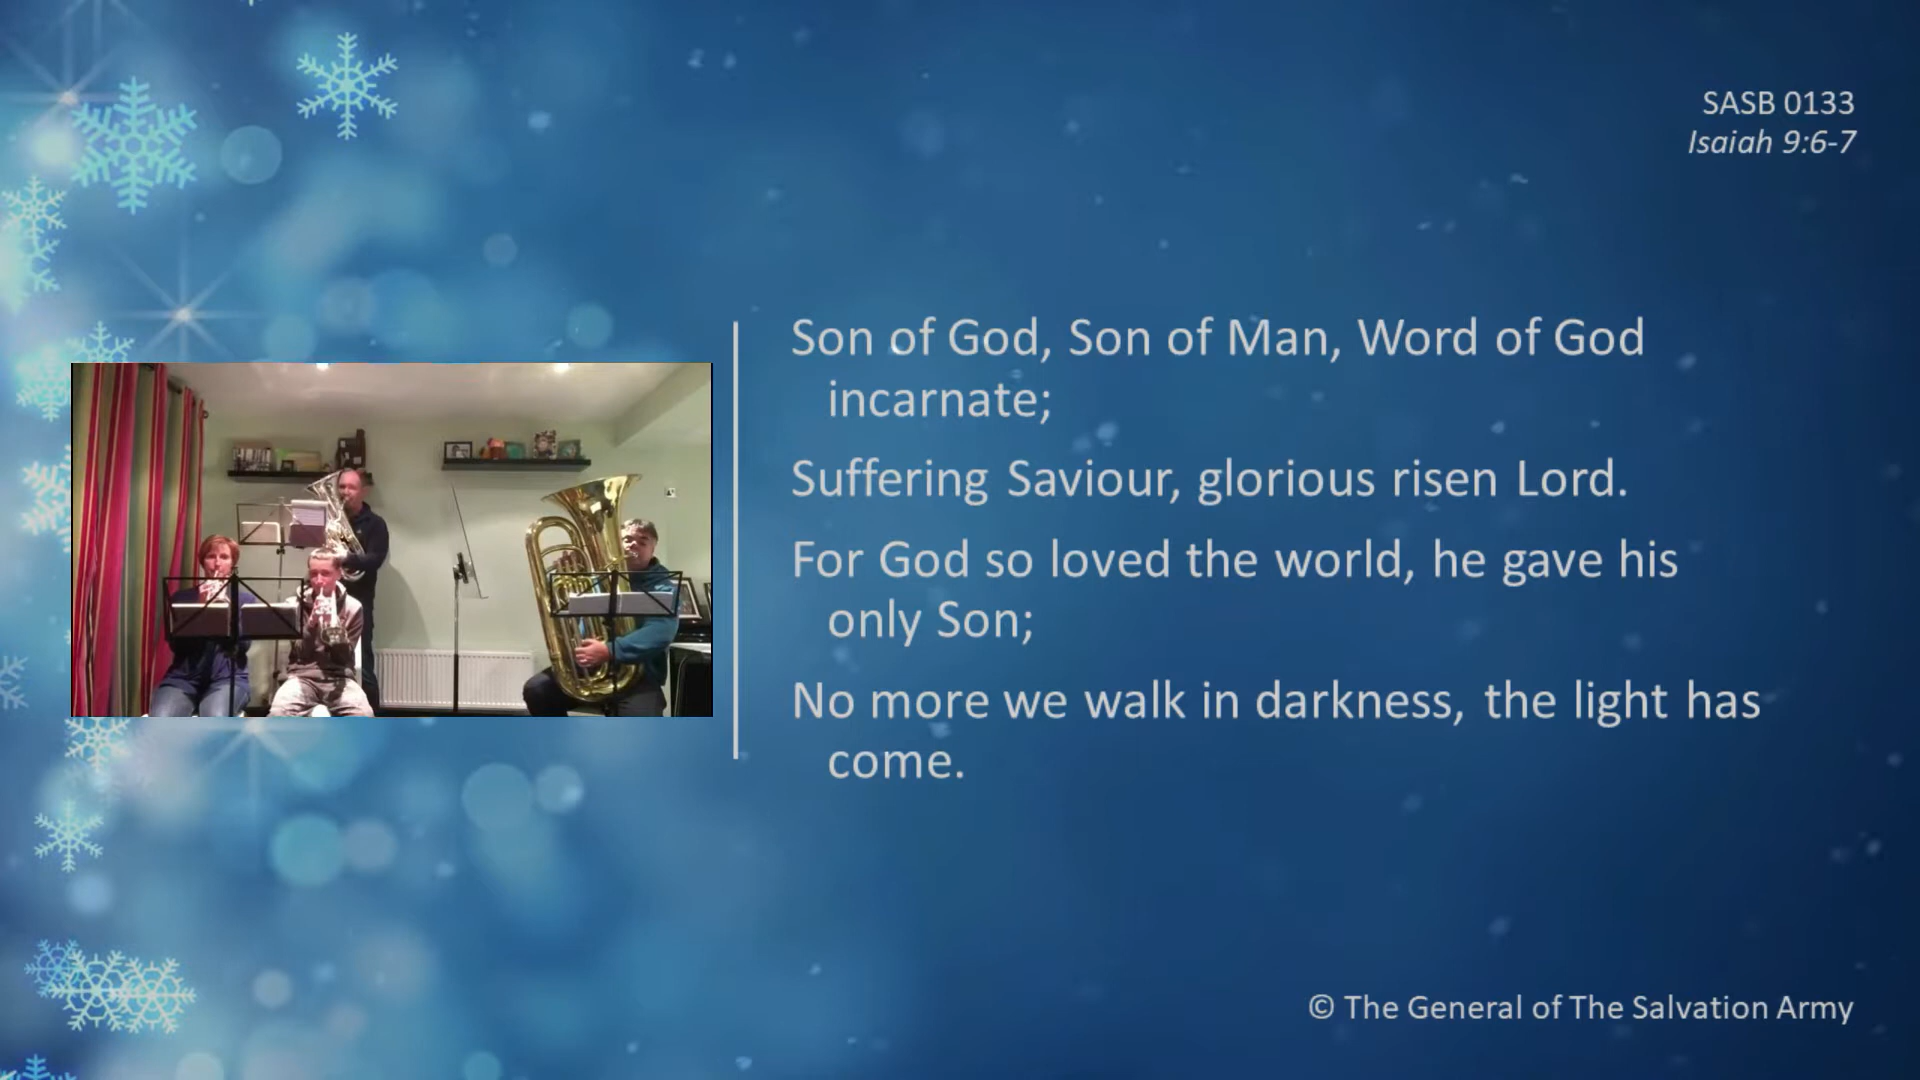 SASB 0133
Isaiah 9:6-7
Son of God, Son of Man, Word of God
incarnate;
Suffering Saviour, glorious risen Lord.
For God so loved the world, he gave his
only Son;
No more we walk in darkness, the light has
come.
© The General of The Salvation Army